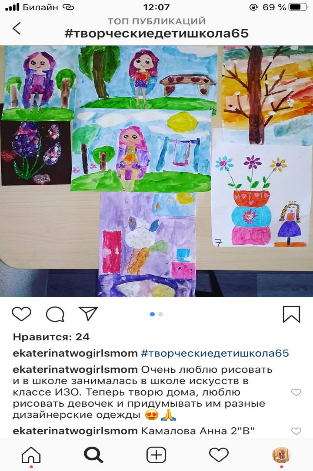 Билайн 12:07 69 %
ТОП ПУБЛИКАЦИЙ
#творческиедетишкола65
7
Нравится: 24
ekaterinatwogirlsmom #творческиедетишкола65
ekaterinatwogirlsmom Очень люблю рисовать
и в школе занималась в школе искусств в
классе ИЗО. Теперь творю дома, люблю
рисовать девочек и придумывать им разные
дизайнерские одежды 😍🙏
ekaterinatwogirlsmom Камалова Анна 2"В"